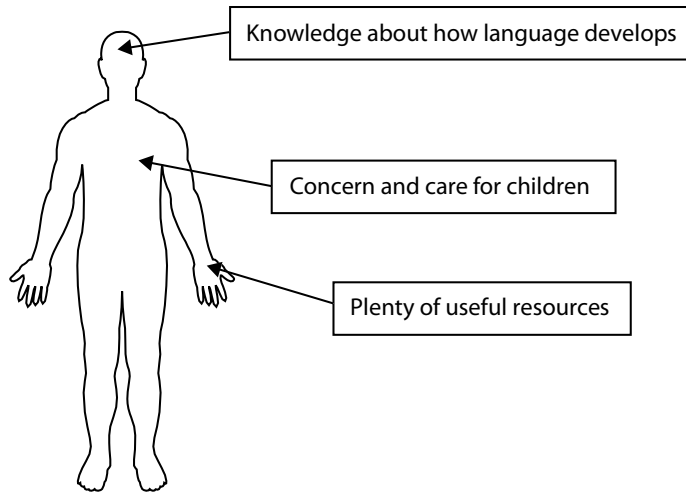 Knowledge about how language develops
Concern and care for children
Plenty of useful resources